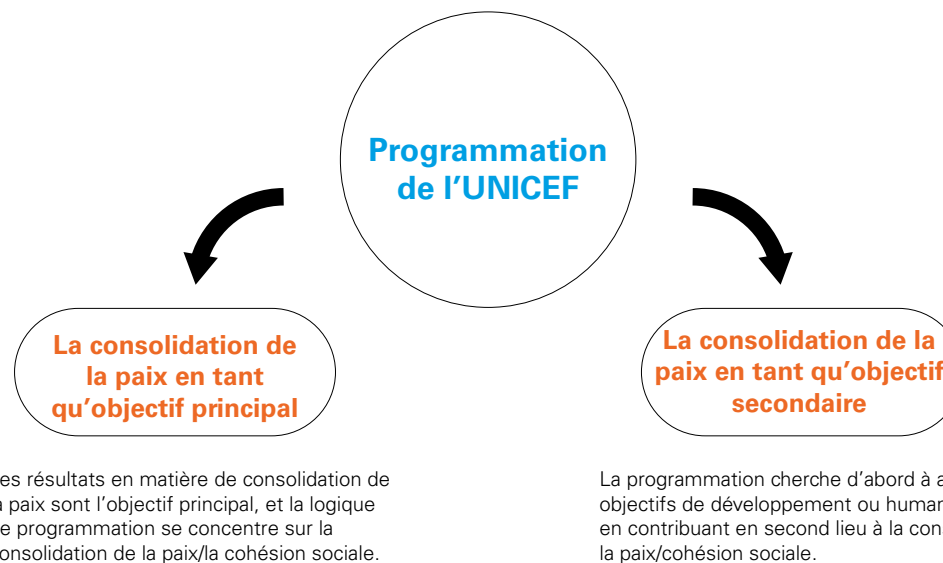 Programmation
de l’UNICEF
La consolidation de
la paix en tant
qu’objectif principal
La consolidation de la
paix en tant qu’objectif
secondaire
es résultats en matière de consolidation de
a paix sont l’objectif principal, et la logique
e programmation se concentre sur la
onsolidation de la paix/la cohésion sociale.
La programmation cherche d’abord à
objectifs de développement ou
en contribuant en second lieu à la
la paix/cohésion sociale.